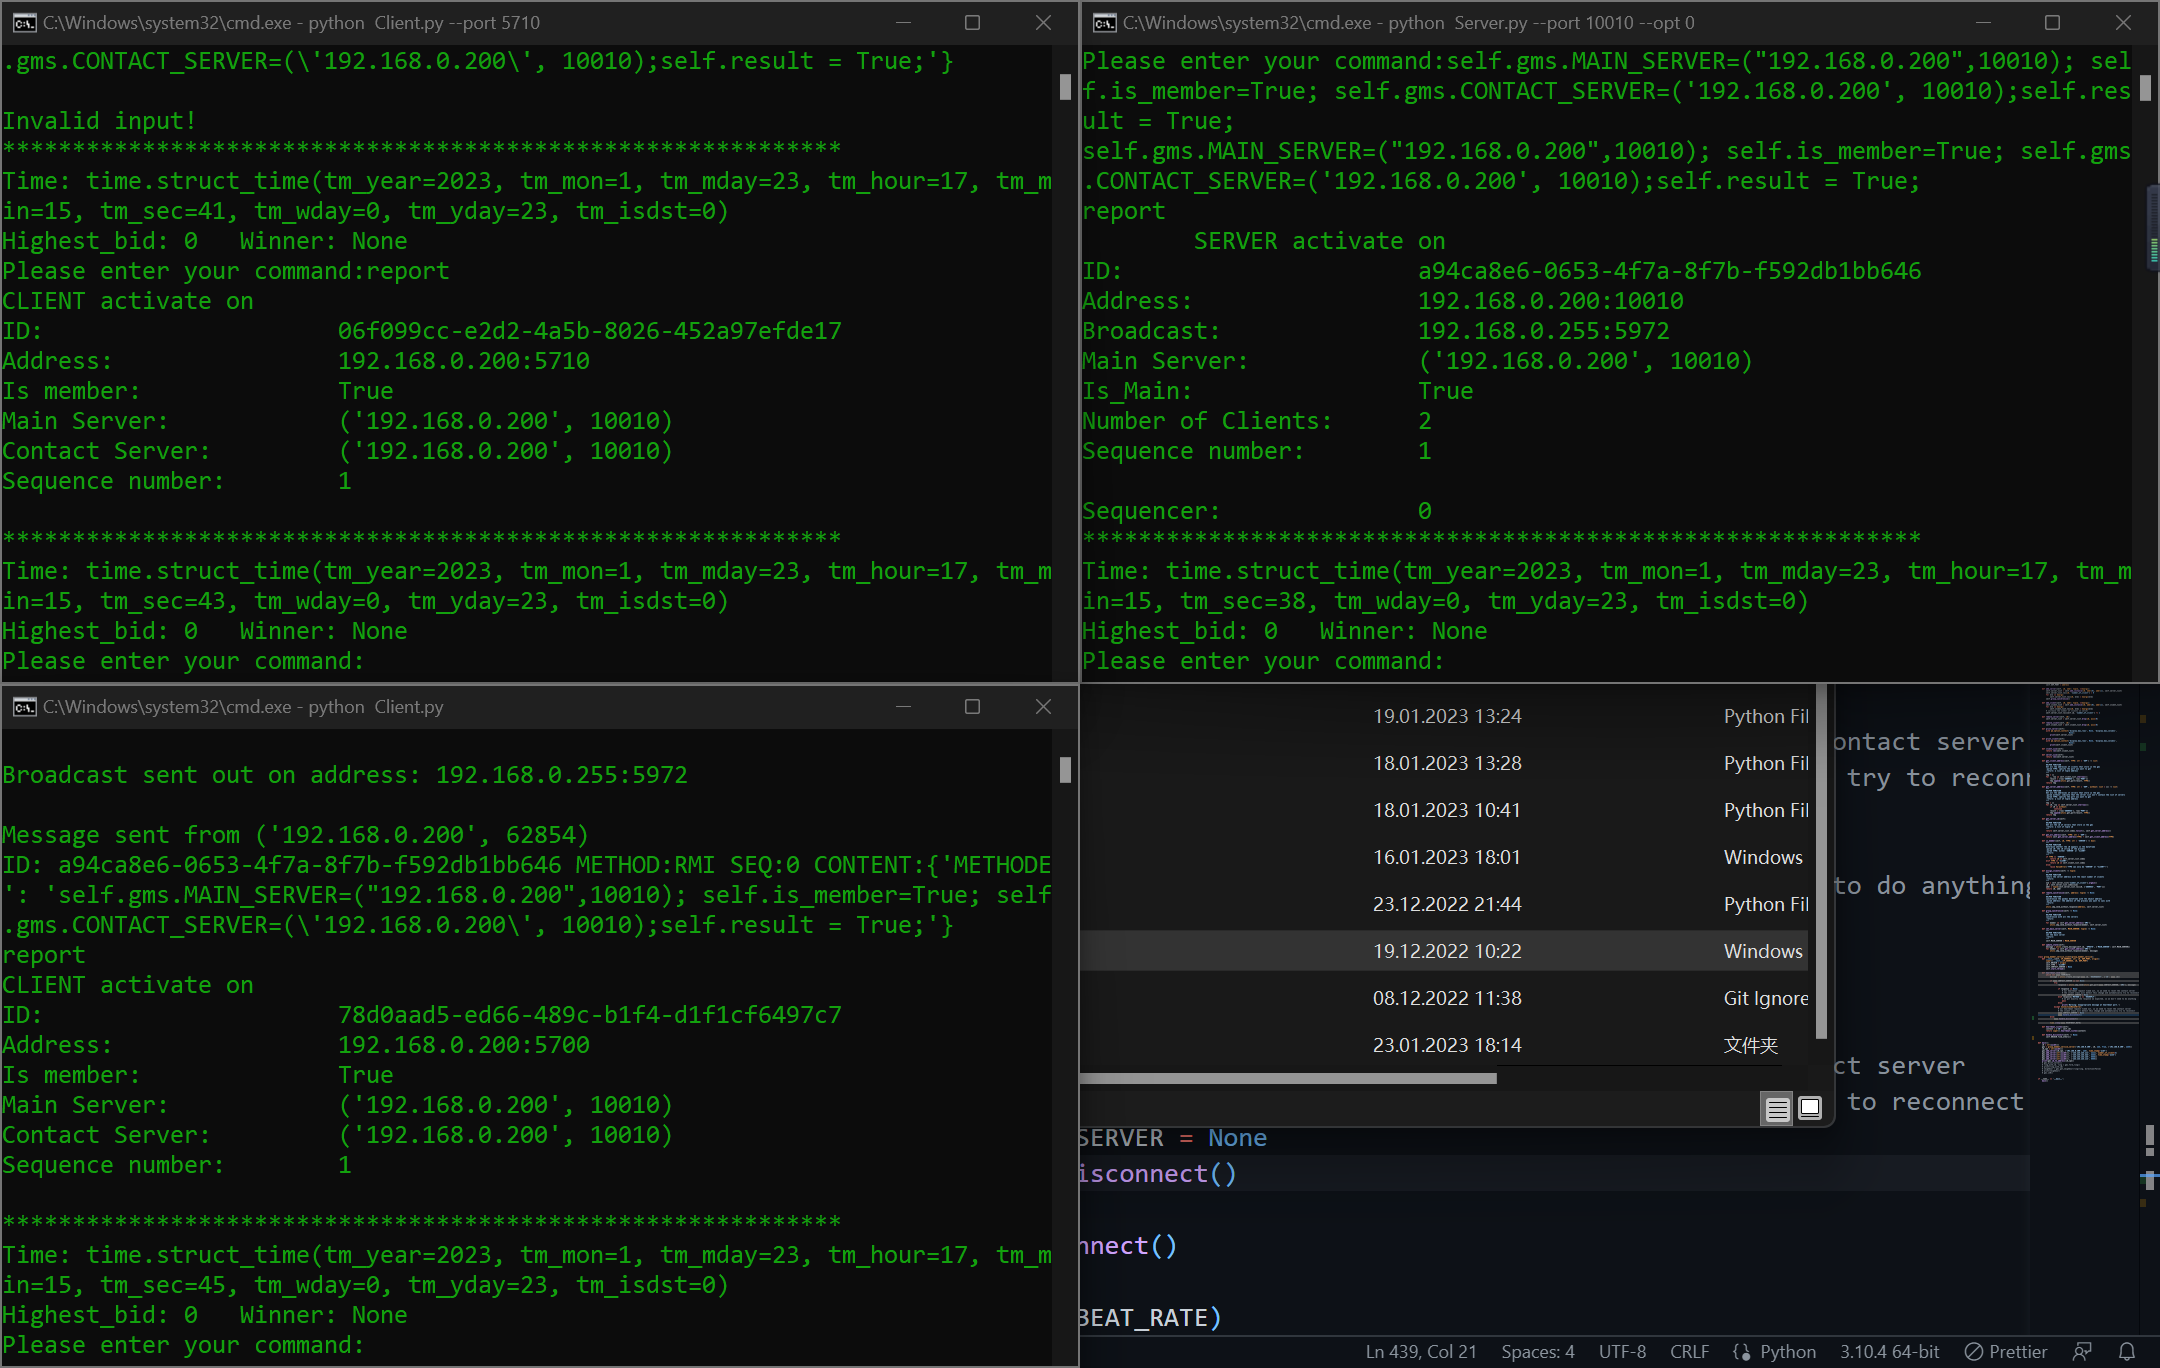 C:\Windows\system32\cmd.exe - python  Client.py --port 5710
.gms.CONTACT_SERVER=(\'192.168.0.200\', 10010);self.result = True;'}
Invalid input!
************************************************************
Time: time.struct_time(tm_year=2023, tm_mon=1, tm_mday=23, tm_hour=17, tm_m
in=15, tm_sec=41, tm_wday=0, tm_yday=23, tm_isdst=0)
Highest_bid: 0   Winner: None
Please enter your command:report
CLIENT activate on
ID:                     06f099cc-e2d2-4a5b-8026-452a97efde17
Address:                192.168.0.200:5710
Is member:              True
Main Server:            ('192.168.0.200', 10010)
Contact Server:         ('192.168.0.200', 10010)
Sequence number:        1
************************************************************
Time: time.struct_time(tm_year=2023, tm_mon=1, tm_mday=23, tm_hour=17, tm_m
in=15, tm_sec=43, tm_wday=0, tm_yday=23, tm_isdst=0)
Highest_bid: 0   Winner: None
Please enter your command:
C:\Windows\system32\cmd.exe - python  Server.py --port 10010 --opt 0
Please enter your command:self.gms.MAIN_SERVER=("192.168.0.200",10010); sel
f.is_member=True; self.gms.CONTACT_SERVER=('192.168.0.200', 10010);self.res
ult = True;
self.gms.MAIN_SERVER=("192.168.0.200",10010); self.is_member=True; self.gms
.CONTACT_SERVER=('192.168.0.200', 10010);self.result = True;
report
        SERVER activate on
ID:                     a94ca8e6-0653-4f7a-8f7b-f592db1bb646
Address:                192.168.0.200:10010
Broadcast:              192.168.0.255:5972
Main Server:            ('192.168.0.200', 10010)
Is_Main:                True
Number of Clients:      2
Sequence number:        1
Sequencer:              0
************************************************************
Time: time.struct_time(tm_year=2023, tm_mon=1, tm_mday=23, tm_hour=17, tm_m
in=15, tm_sec=38, tm_wday=0, tm_yday=23, tm_isdst=0)
Highest_bid: 0   Winner: None
Please enter your command:
C:\Windows\system32\cmd.exe - python  Client.py
Broadcast sent out on address: 192.168.0.255:5972
Message sent from ('192.168.0.200', 62854)
ID: a94ca8e6-0653-4f7a-8f7b-f592db1bb646 METHOD:RMI SEQ:0 CONTENT:{'METHODE
': 'self.gms.MAIN_SERVER=("192.168.0.200",10010); self.is_member=True; self
.gms.CONTACT_SERVER=(\'192.168.0.200\', 10010);self.result = True;'}
report
CLIENT activate on
ID:                     78d0aad5-ed66-489c-b1f4-d1f1cf6497c7
Address:                192.168.0.200:5700
Is member:              True
Main Server:            ('192.168.0.200', 10010)
Contact Server:         ('192.168.0.200', 10010)
Sequence number:        1
************************************************************
Time: time.struct_time(tm_year=2023, tm_mon=1, tm_mday=23, tm_hour=17, tm_m
in=15, tm_sec=45, tm_wday=0, tm_yday=23, tm_isdst=0)
Highest_bid: 0   Winner: None
Please enter your command:
19.01.2023 13:24 Python Fil
18.01.2023 13:28 Python Fil
18.01.2023 10:41 Python Fil
16.01.2023 18:01 Windows
23.12.2022 21:44 Python Fil
19.12.2022 10:22 Windows
08.12.2022 11:38 Git Ignore
23.01.2023 18:14 文件夹
ontact server
try to reconn
to do anything
ct server
to reconnect
SERVER = None
isconnect()
nnect()
BEAT_RATE)
Ln 439, Col 21 Spaces: 4 UTF-8 CRLF Python 3.10.4 64-bit Prettier